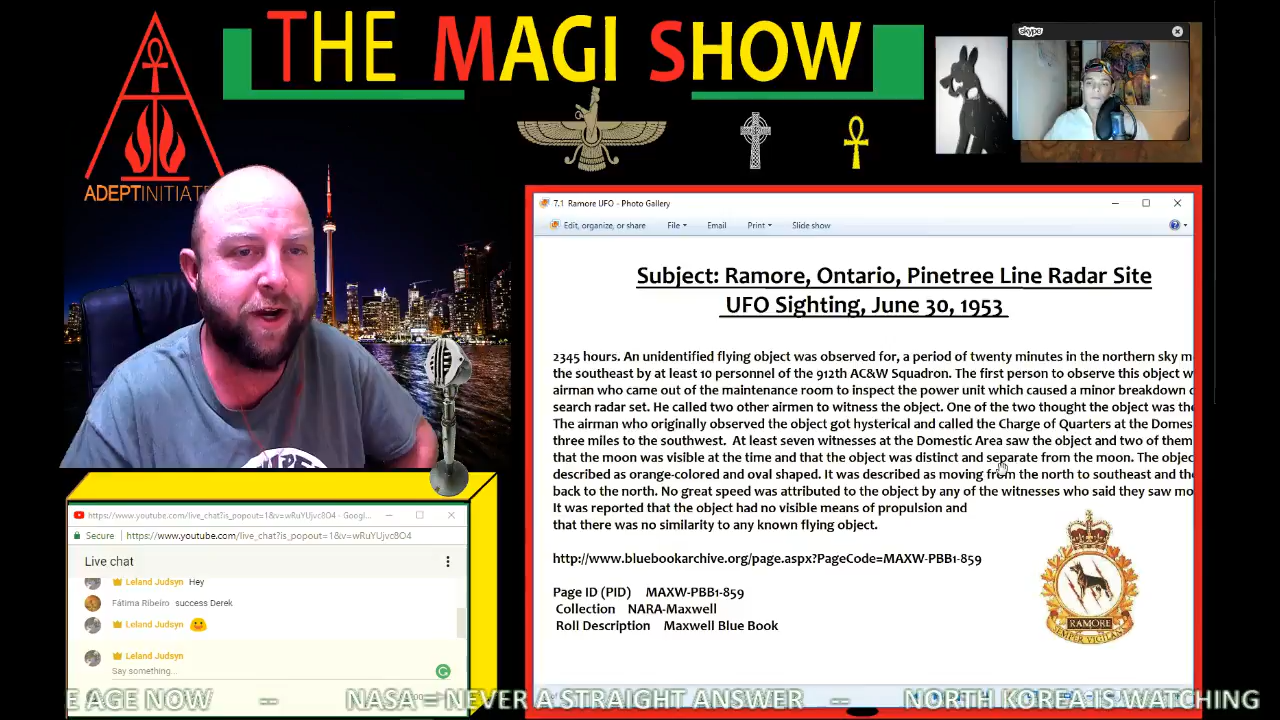 THE MAGI SHOW
skype
ADEPTINITIATE
7.1 Ramore UFO - Photo Gallery
Edit, organize, or share File Email Print Slide show
Subject: Ramore, Ontario, Pinetree Line Radar Site
UFO Sighting, June 30, 1953
2345 hours. An unidentified flying object was observed for, a period of twenty minutes in the northern sky m
the southeast by at least 10 personnel of the 912th AC&W Squadron. The first person to observe this object w
airman who came out of the maintenance room to inspect the power unit which caused a minor breakdown
search radar set. He called two other airmen to witness the object. One of the two thought the object was the
The airman who originally observed the object got hysterical and called the Charge of Quarters at the Domes
three miles to the southwest. At least seven witnesses at the Domestic Area saw the object and two of them
that the moon was visible at the time and that the object was distinct and separate from the moon. The objec
described as orange-colored and oval shaped. It was described as moving from the north to southeast and the
back to the north. No great speed was attributed to the object by any of the witnesses who said they saw mo
It was reported that the object had no visible means of propulsion and
that there was no similarity to any known flying object.
http://www.bluebookarchive.org/page.aspx?PageCode=MAXW-PBB1-859
Page ID (PID) MAXW-PBB1-859
Collection NARA-Maxwell
Roll Description Maxwell Blue Book
RAMORE
SEMPER VIGILANS
https://www.youtube.com/live_chat?is_popout=1&v=wRuYUjvc8O4 - Googl...
Secure https://www.youtube.com/live_chat?is_popout=1&v=wRuYUjvc8O4
Live chat
Leland Judsyn Hey
Fátima Ribeiro success Derek
Leland Judsyn
Leland Judsyn
Say something...
E AGE NOW -- NASA = NEVER A STRAIGHT ANSWER -- NORTH KOREA IS WATCHING